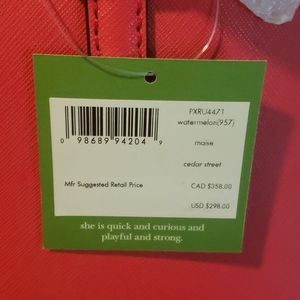 PXRU4471
watermelon(957)
0 98689 94204 9
maise
cedar street
Mfr Suggested Retail Price
CAD $358.00
USD $298.00
she is quick and curious and
playful and strong.